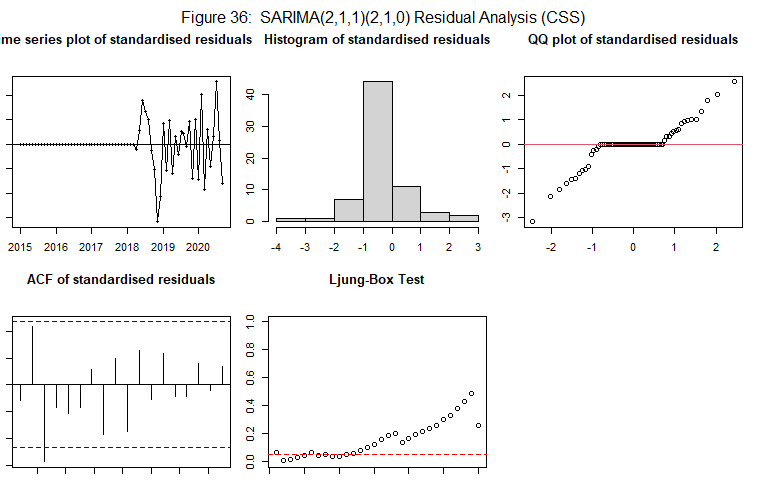 Figure 36: SARIMA(2,1,1)(2,1,0) Residual Analysis (CSS)
me series plot of standardised residuals
Histogram of standardised residuals
QQ plot of standardised residuals
2015 2016 2017 2018 2019 2020
0 10 20 30 40
-4 -3 -2 -1 0 1 2 3
-3 -2 -1 0 1 2
-2 -1 0 1 2
ACF of standardised residuals
Ljung-Box Test
0.0 0.2 0.4 0.6 0.8 1.0